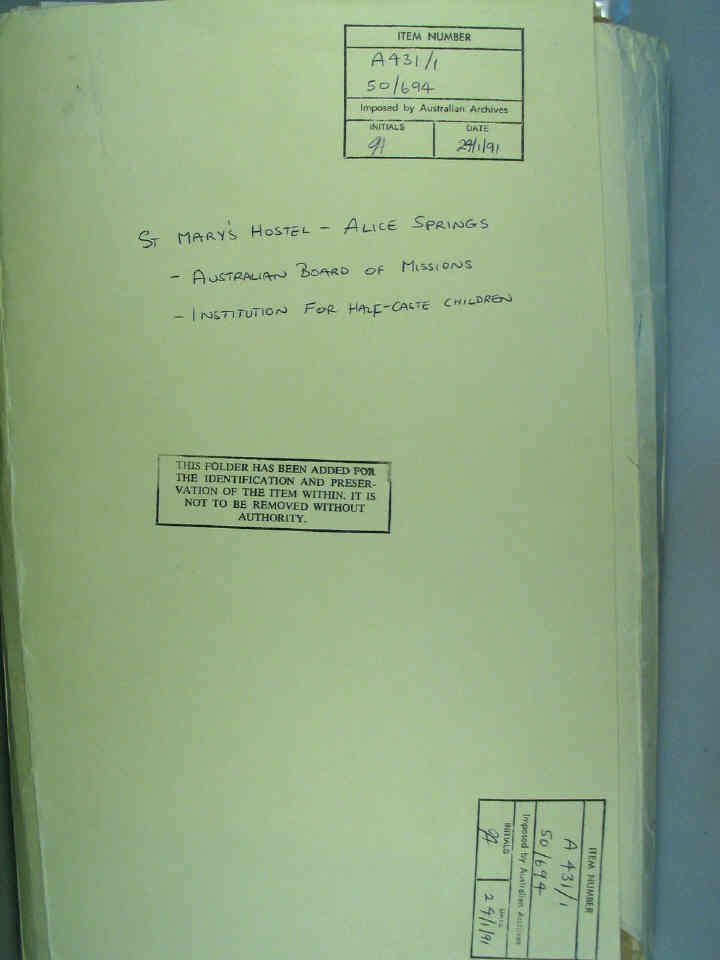 ITEM NUMBER
A431/1
50/694
Imposed by Australian Archives
INITIALS DATE
24/1/91
ST MARY'S HOSTEL - ALICE SPRINGS
- AUSTRALIAN BOARD OF MISSIONS
- INSTITUTION FOR HALF-CASTE CHILDREN
THIS FOLDER HAS BEEN ADDED FOR
THE IDENTIFICATION AND PRESER-
VATION OF THE ITEM WITHIN. IT IS
NOT TO BE REMOVED WITHOUT
AUTHORITY.
ITEM NUMBER
A 431/1
50/694
Imposed by Australian Archives
INITIALS DATE
24/1/91